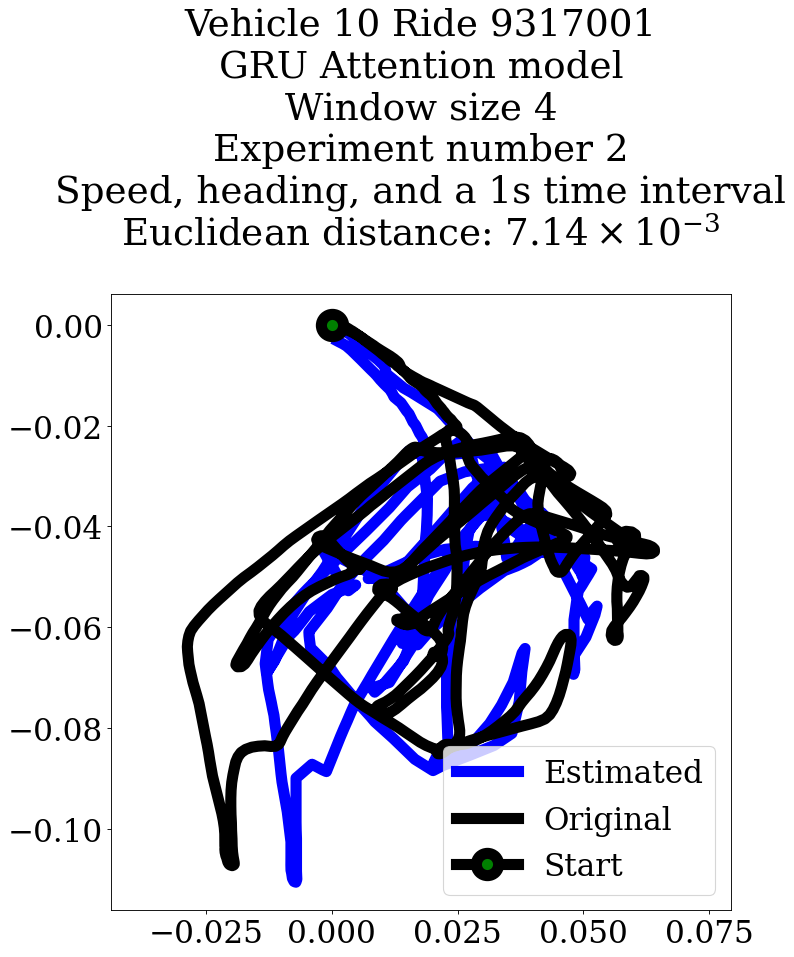 Vehicle 10 Ride 9317001
GRU Attention model
Window size 4
Experiment number 2
Speed, heading, and a 1s time interval
Euclidean distance: 7.14 × 10⁻³
0.00
−0.02
−0.04
−0.06
−0.08
−0.10
Estimated
Original
Start
−0.025 0.000 0.025 0.050 0.075